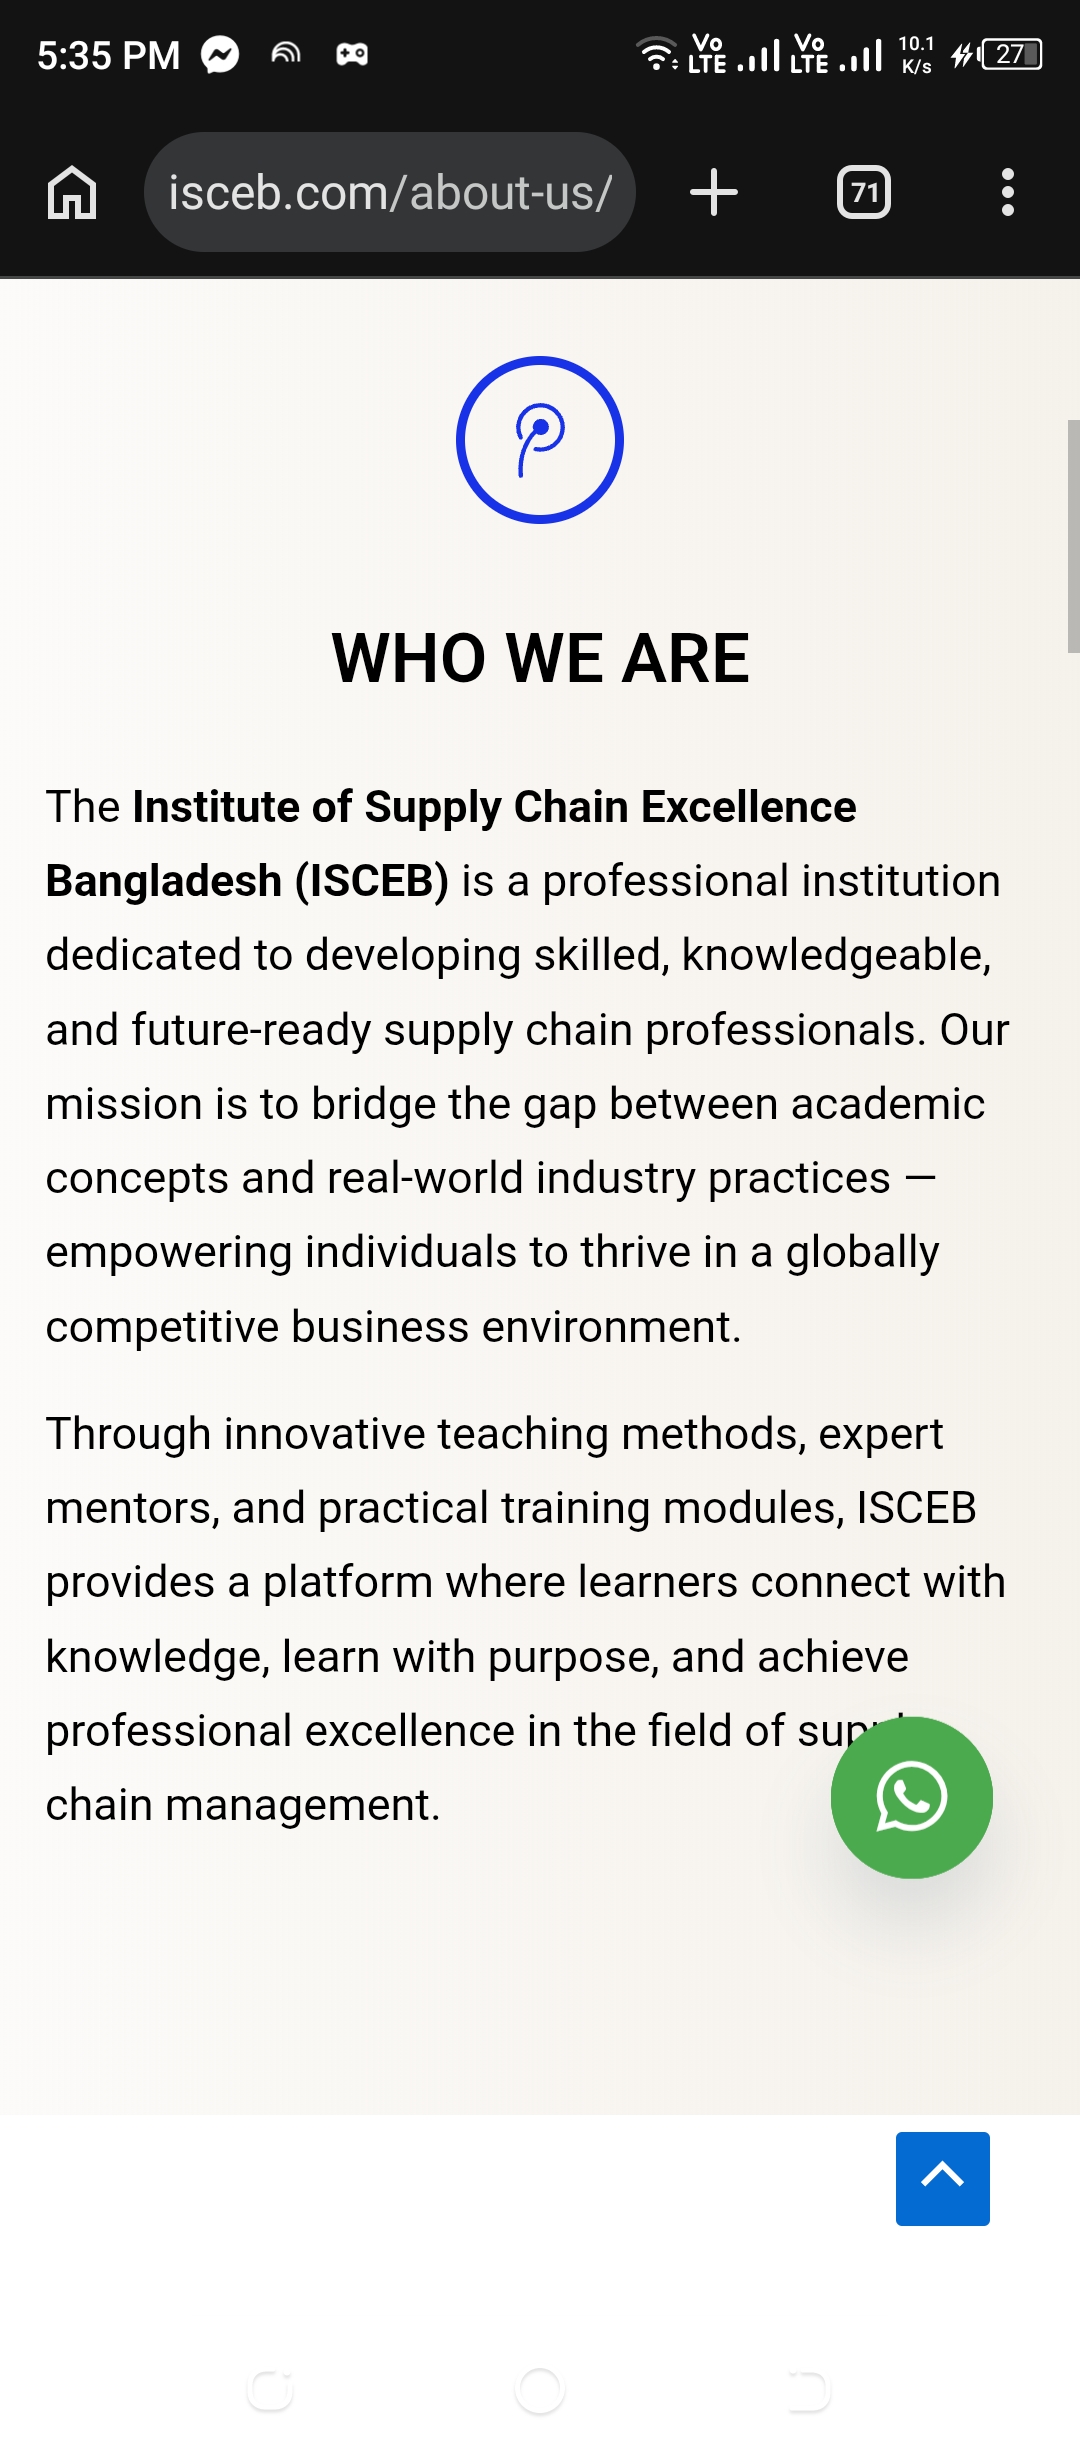 5:35 PM
Vo LTE Vo LTE 10.1 K/s 27
isceb.com/about-us/
71
WHO WE ARE
The Institute of Supply Chain Excellence
Bangladesh (ISCEB) is a professional institution
dedicated to developing skilled, knowledgeable,
and future-ready supply chain professionals. Our
mission is to bridge the gap between academic
concepts and real-world industry practices —
empowering individuals to thrive in a globally
competitive business environment.
Through innovative teaching methods, expert
mentors, and practical training modules, ISCEB
provides a platform where learners connect with
knowledge, learn with purpose, and achieve
professional excellence in the field of
chain management.